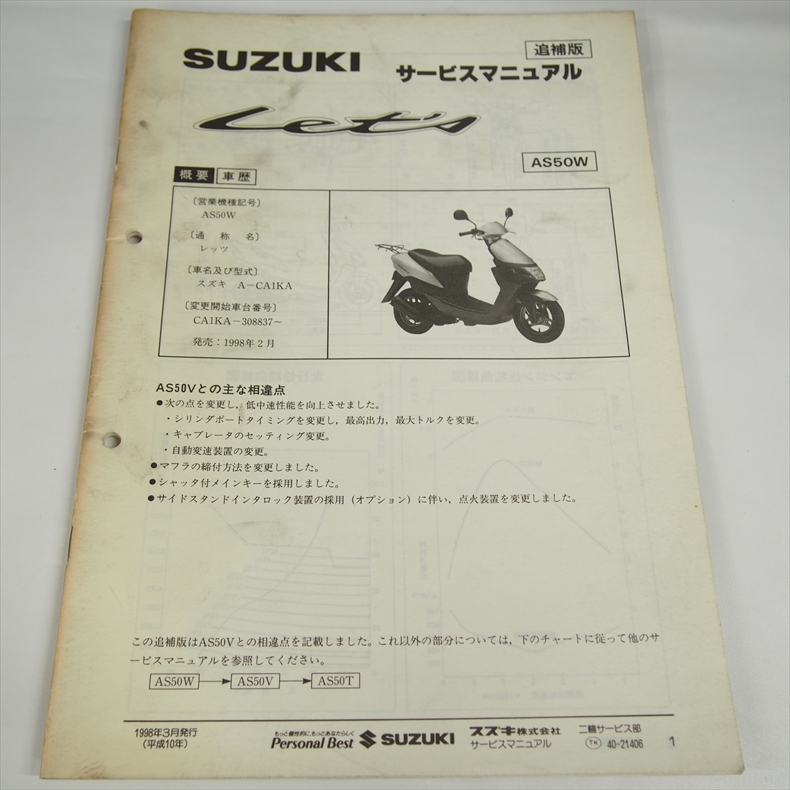 SUZUKI
追補版
サービスマニュアル
Let's
AS50W
概要 車歴
〔営業機種記号〕
AS50W
〔通称名〕
レッツ
〔車名及び型式〕
スズキ A-CA1KA
〔変更開始車台番号〕
CA1KA-308837~
発売:1998年2月
AS50Vとの主な相違点
●次の点を変更し,低中速性能を向上させました。
・シリンダポートタイミングを変更し,最高出力,最大トルクを変更。
・キャブレータのセッティング変更。
・自動変速装置の変更。
●マフラの締付方法を変更しました。
●シャッタ付メインキーを採用しました。
●サイドスタンドインタロック装置の採用(オプション)に伴い,点火装置を変更しました。
この追補版はAS50Vとの相違点を記載しました。これ以外の部分については,下のチャートに従って他のサ
ービスマニュアルを参照してください。
AS50W → AS50V → AS50T
1998年3月発行
(平成10年)
もっと個性的に,もっとあなたらしく
Personal Best SUZUKI
スズキ株式会社
サービスマニュアル
二輪サービス部
TK 40-21406
1